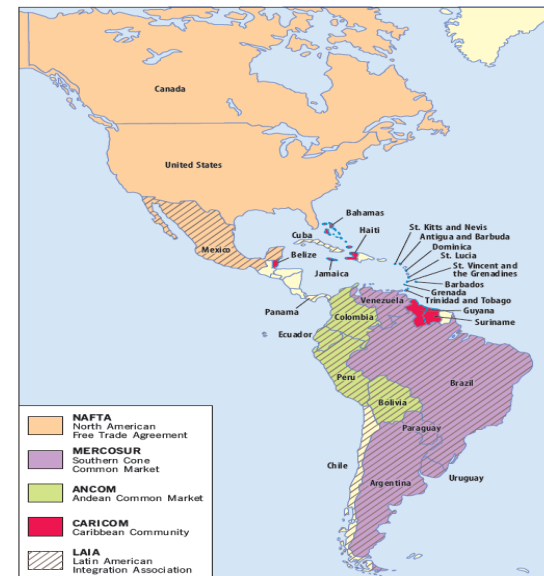 Canada
United States
Bahamas
Cuba
Haiti
Mexico
Belize
Jamaica
St. Kitts and Nevis
Antigua and Barbuda
Dominica
St. Lucia
St. Vincent and
the Grenadines
Barbados
Grenada
Trinidad and Tobago
Guyana
Suriname
Panama
Venezuela
Colombia
Ecuador
Peru
Brazil
Bolivia
Paraguay
Chile
Argentina
Uruguay
NAFTA
North American
Free Trade Agreement
MERCOSUR
Southern Cone
Common Market
ANCOM
Andean Common Market
CARICOM
Caribbean Community
LAIA
Latin American
Integration Association